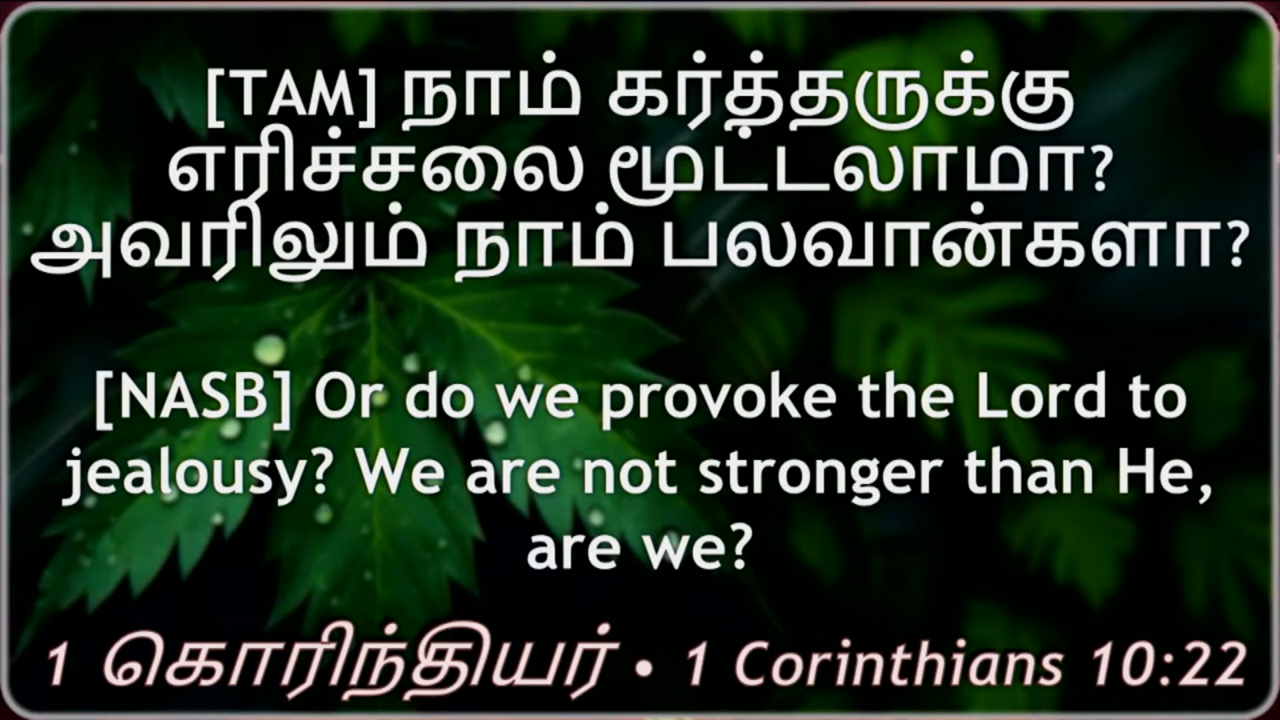 [TAM] நாம் கர்த்தருக்கு
எரிச்சலை மூட்டலாமா?
அவரிலும் நாம் பலவான்களா?
[NASB] Or do we provoke the Lord to
jealousy? We are not stronger than He,
are we?
1 கொரிந்தியர் • 1 Corinthians 10:22